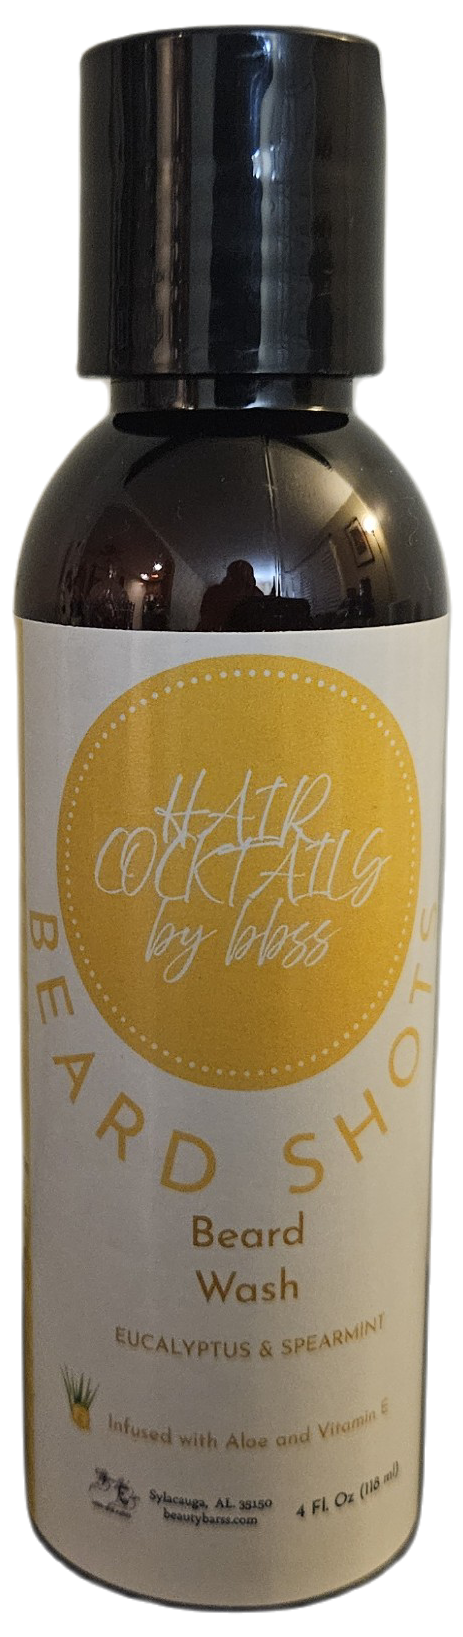 HAIR
COCKTAILS
by bbss
BEARD SHOTS
Beard
Wash
EUCALYPTUS & SPEARMINT
Infused with Aloe and Vitamin E
Sylacauga, AL 35150
beautybarss.com
4 Fl. Oz (118 ml)